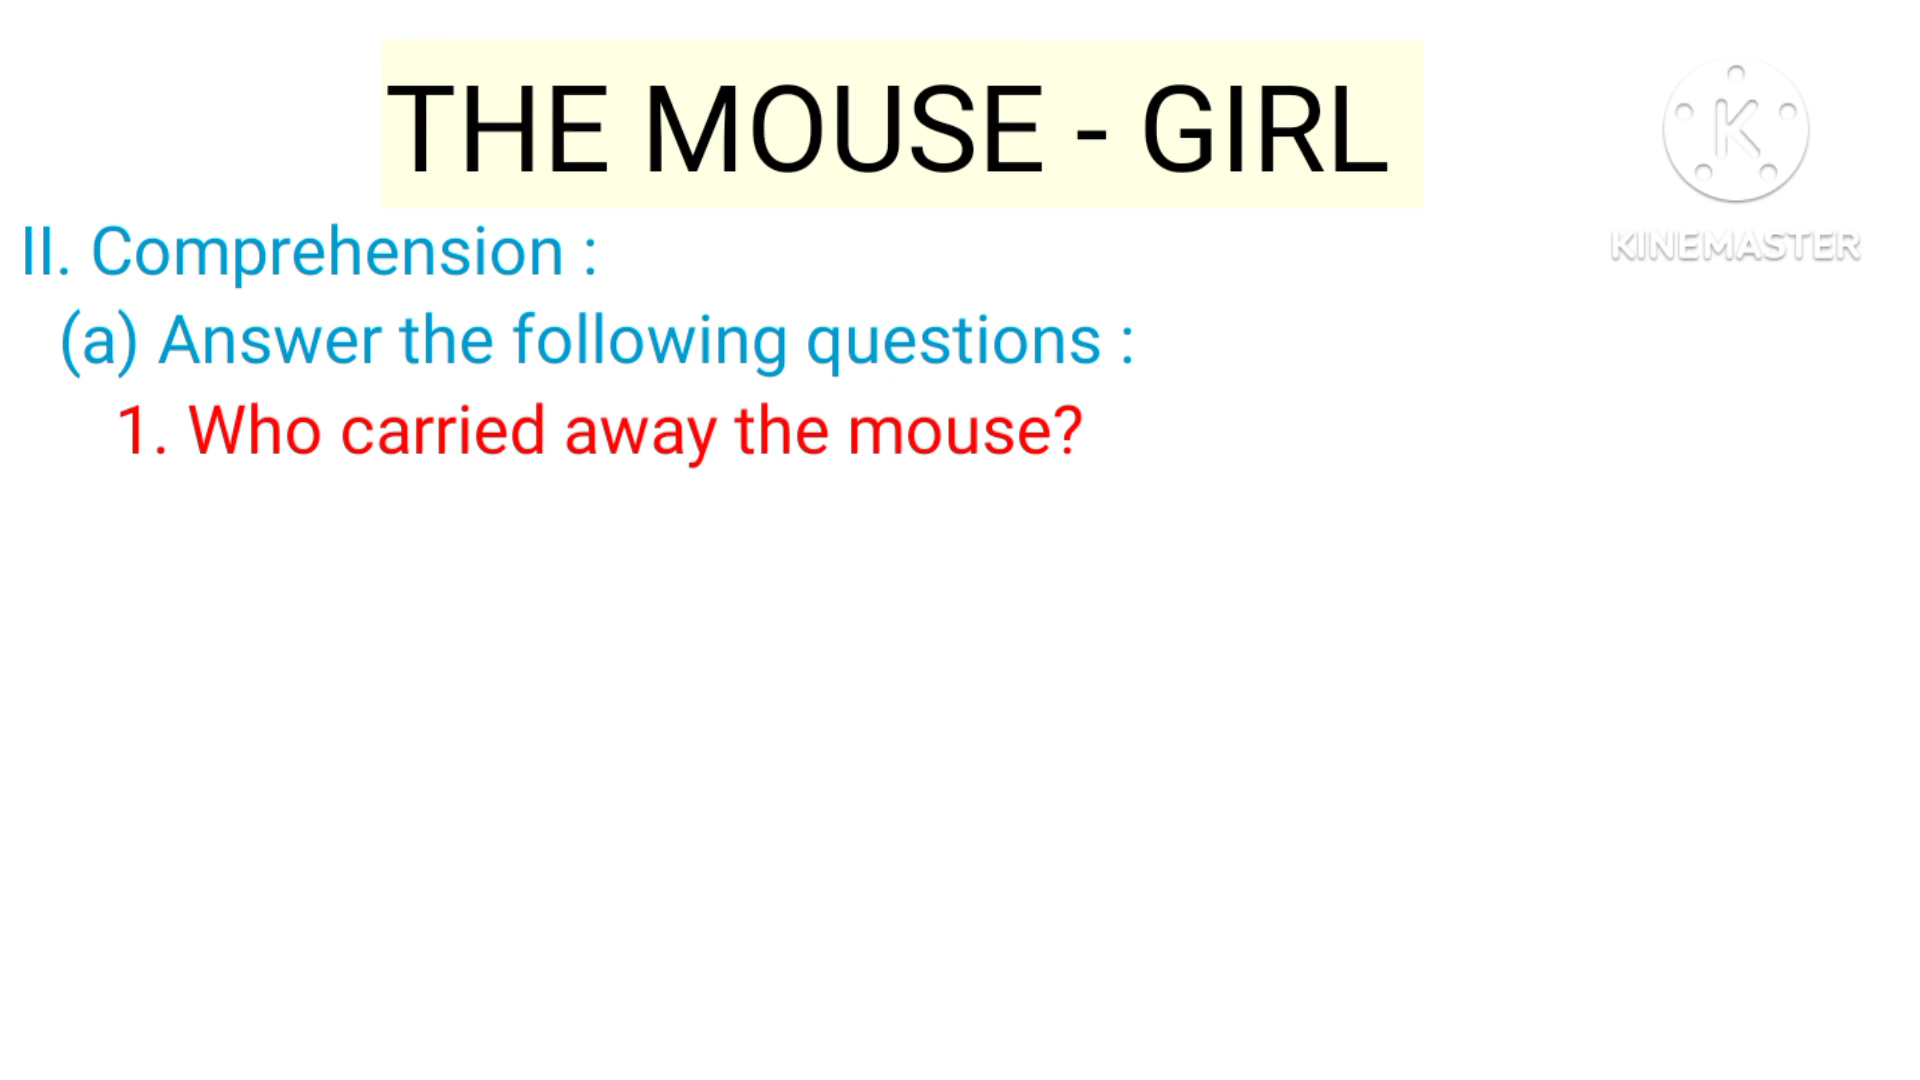 THE MOUSE - GIRL
K
KINEMASTER
II. Comprehension :
(a) Answer the following questions :
1. Who carried away the mouse?